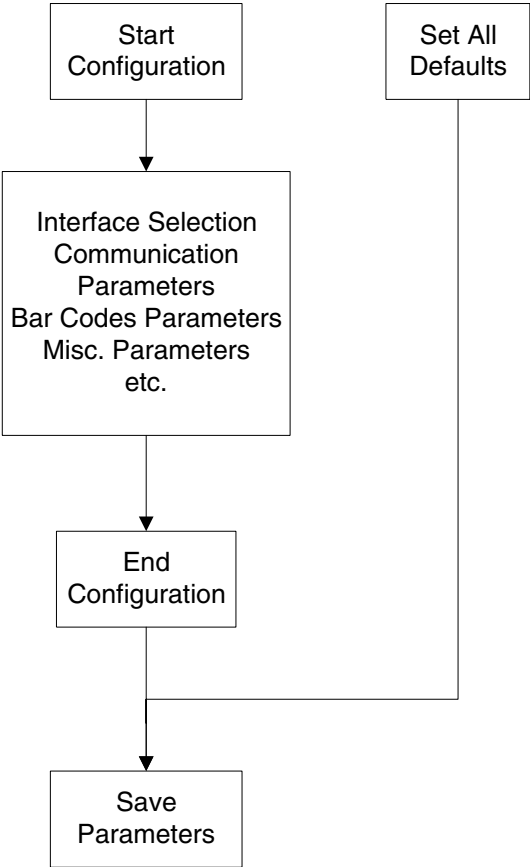 Start
Configuration
Set All
Defaults
Interface Selection
Communication
Parameters
Bar Codes Parameters
Misc. Parameters
etc.
End
Configuration
Save
Parameters